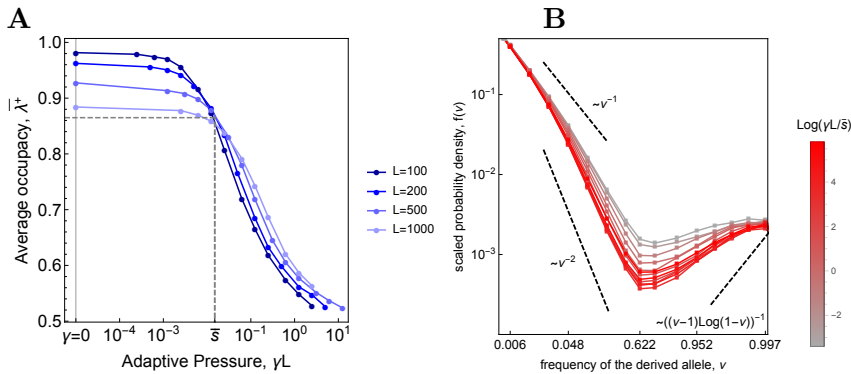 A
Average occupancy, λ̄⁺
1.0
0.9
0.8
0.7
0.6
0.5
γ=0
10⁻⁴
10⁻³
s̄
10⁻¹
10⁰
10¹
Adaptive Pressure, γL
L=100
L=200
L=500
L=1000
B
scaled probability density, f(v)
10⁻¹
10⁻²
10⁻³
~v⁻¹
~v⁻²
~((v-1)Log(1-v))⁻¹
0.006
0.048
0.622
0.952
0.997
frequency of the derived allele, v
Log(γL/s̄)
4
2
0
-2